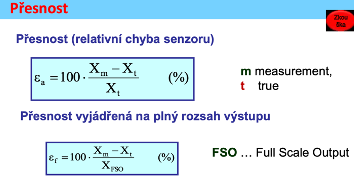 Přesnost
Přesnost (relativní chyba senzoru)
εa = 100 · (Xm − Xt) / Xt (%)
m measurement,
t true
Přesnost vyjádřená na plný rozsah výstupu
εf = 100 · (Xm − Xt) / XFSO (%)
FSO ... Full Scale Output